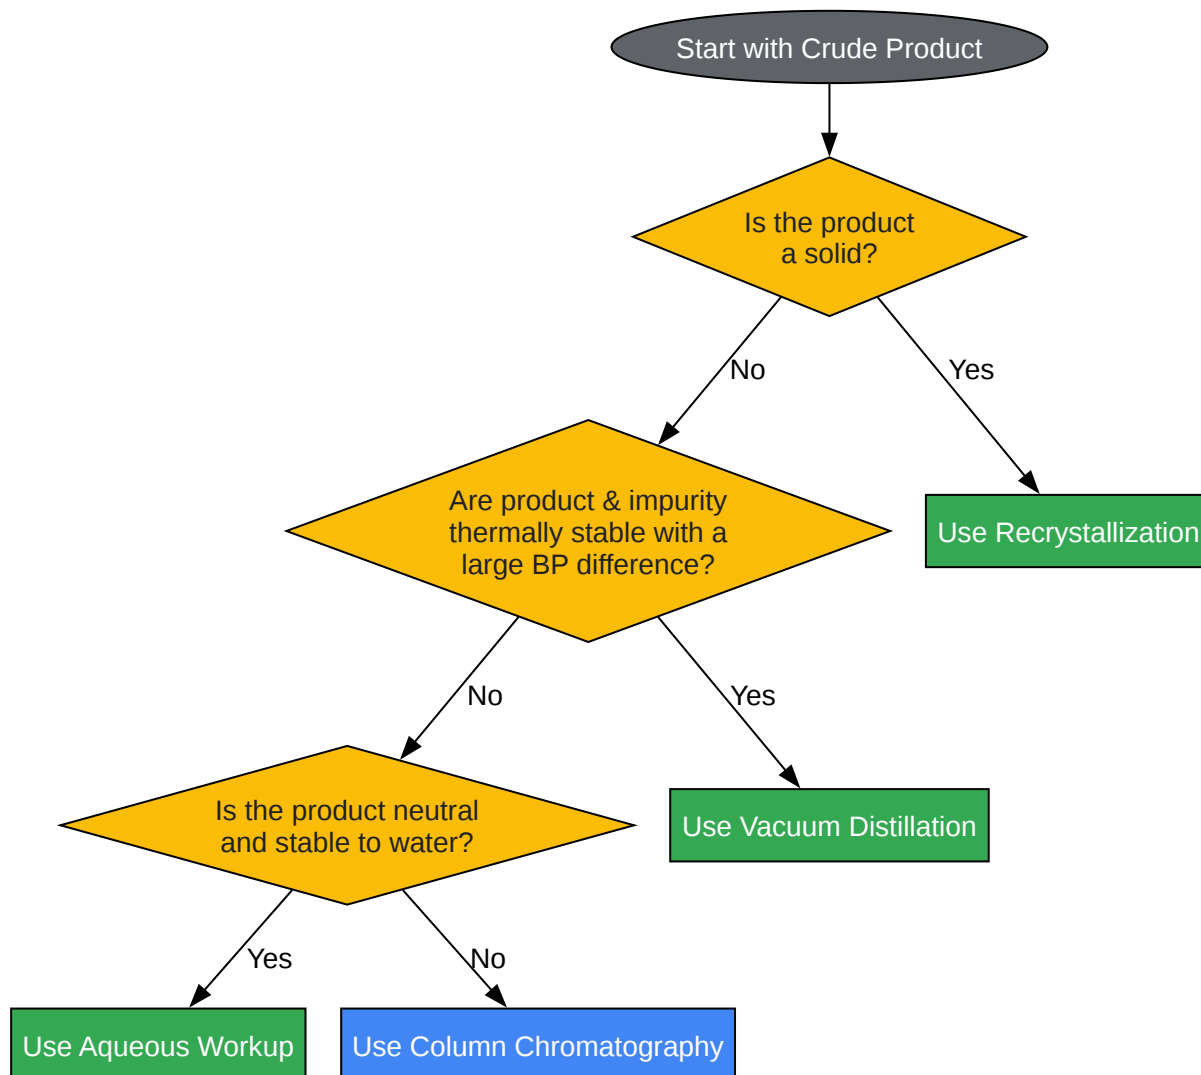 Start with Crude Product
Is the product
a solid?
No
Yes
Are product & impurity
thermally stable with a
large BP difference?
Use Recrystallization
No
Yes
Is the product neutral
and stable to water?
Use Vacuum Distillation
Yes
No
Use Aqueous Workup
Use Column Chromatography